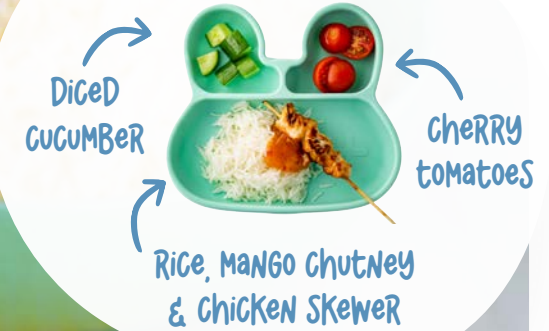 Diced
cucumber
cherry
tomatoes
Rice, mango chutney
& chicken skewer